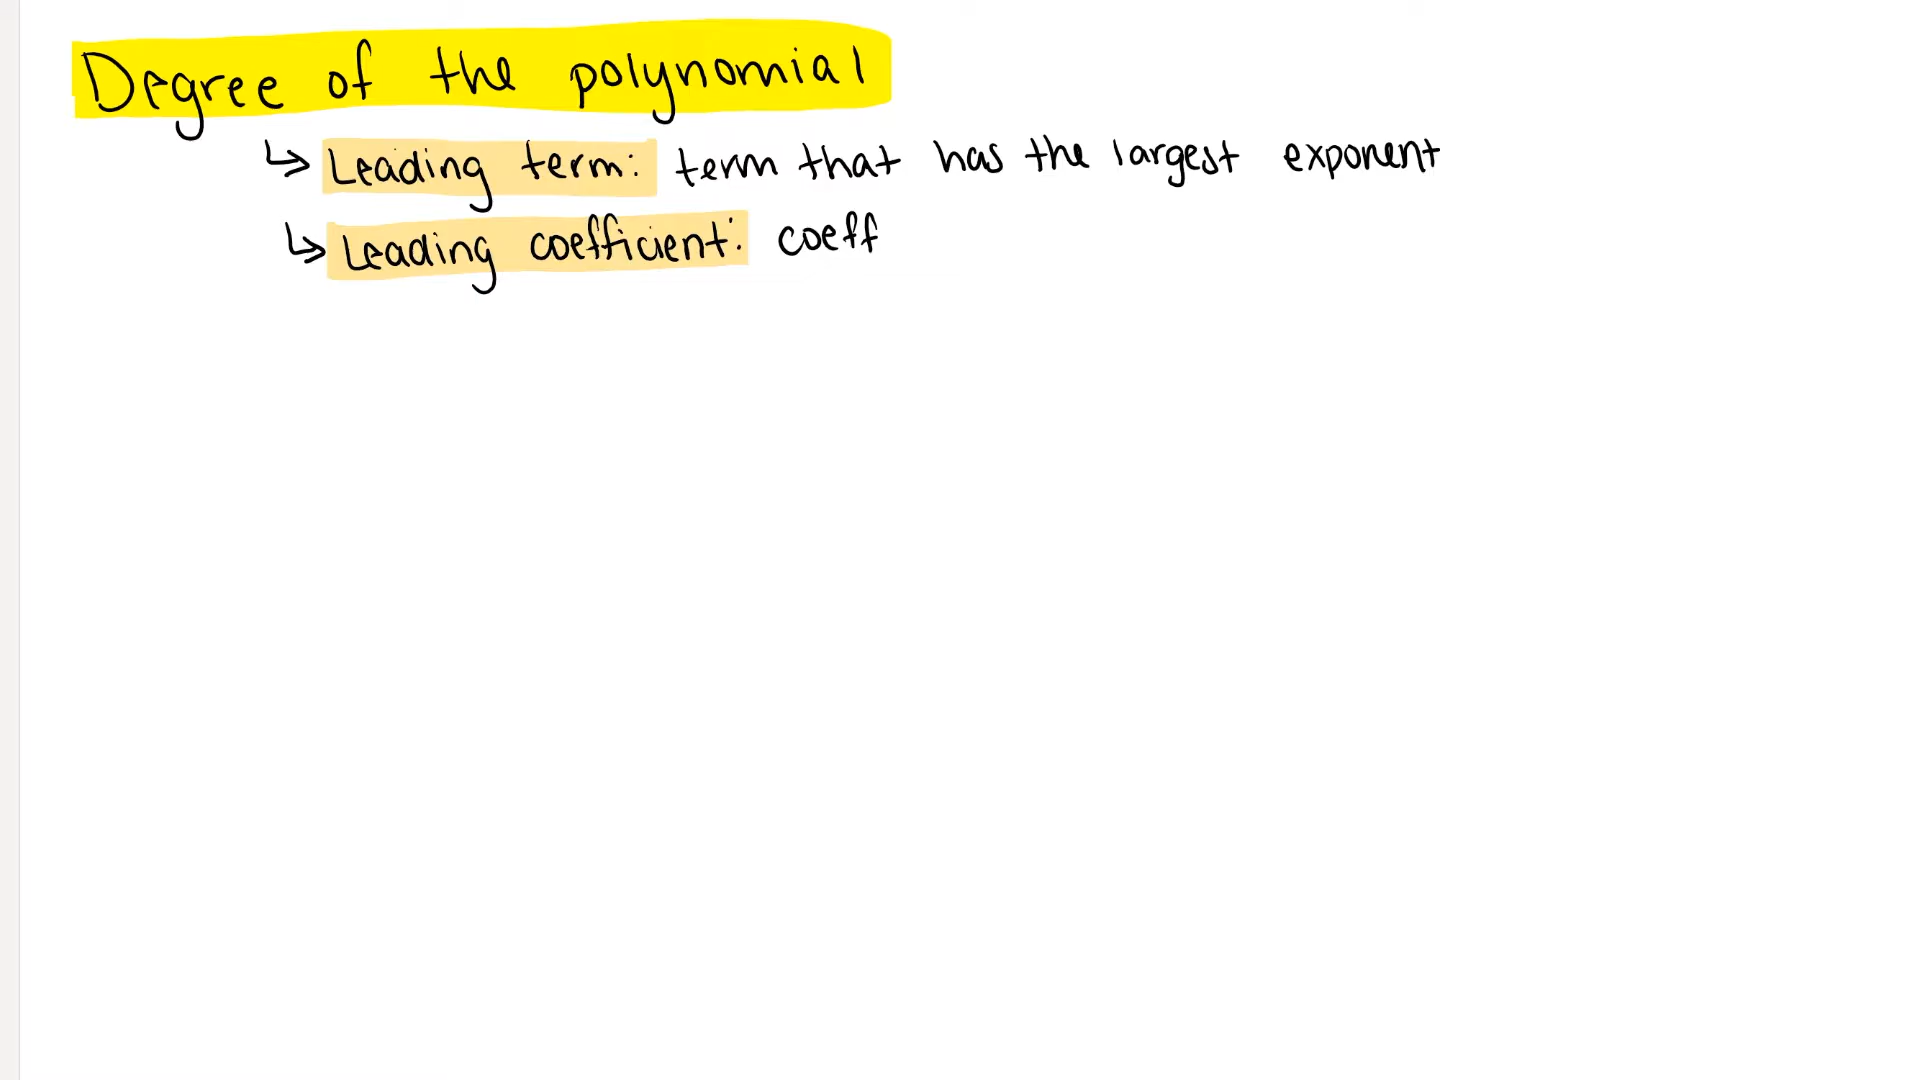 Degree of the polynomial
↳ Leading term: term that has the largest exponent
↳ Leading coefficient: coeff